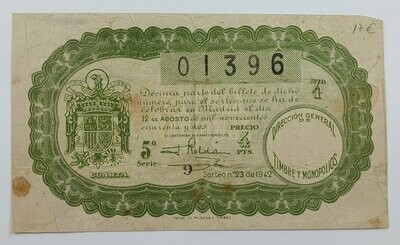 17 €
01396
Décima parte del billete de dicho
número, para el sorteo que se ha de
celebrar en Madrid el día
12 DE AGOSTO de mil novecientos
cuarenta y dos.
PRECIO
5ª
Serie
PTS.
9
Sorteo nº 23 de 1942
CUARTA
DIRECCIÓN GENERAL
DE
TIMBRE Y MONOPOLIOS